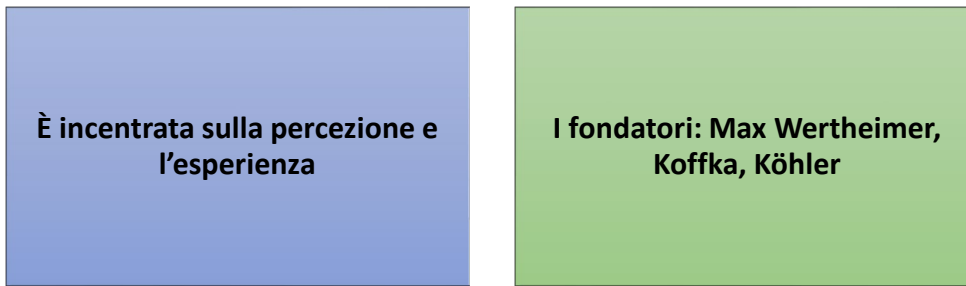 È incentrata sulla percezione e
l’esperienza
I fondatori: Max Wertheimer,
Koffka, Köhler